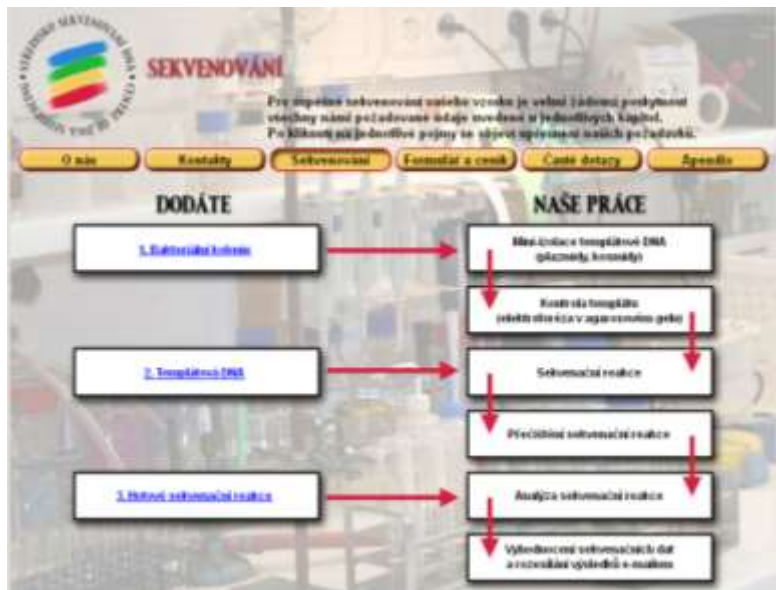 SEKVENOVÁNÍ
Pro úspěšné sekvenování vašeho vzorku je velmi žádoucí poskytnout
všechny námi požadované údaje uvedené v jednotlivých kapitol.
Po kliknutí na jednotlivé pojmy se objeví upřesnění našich požadavků.
O nás Kontakty Sekvenování Formulář a ceník Časté dotazy Apendix
DODÁTE NAŠE PRÁCE
1. Bakteriální kolonie
Mini-izolace templátové DNA
(plazmidy, kosmidy)
Kontrola templátu
(elektroforéza v agarosovém gelu)
2. Templátová DNA
Sekvenační reakce
Přečištění sekvenační reakce
3. Hotové sekvenační reakce
Analýza sekvenační reakce
Vyhodnocení sekvenačních dat
a rozesílání výsledků e-mailem